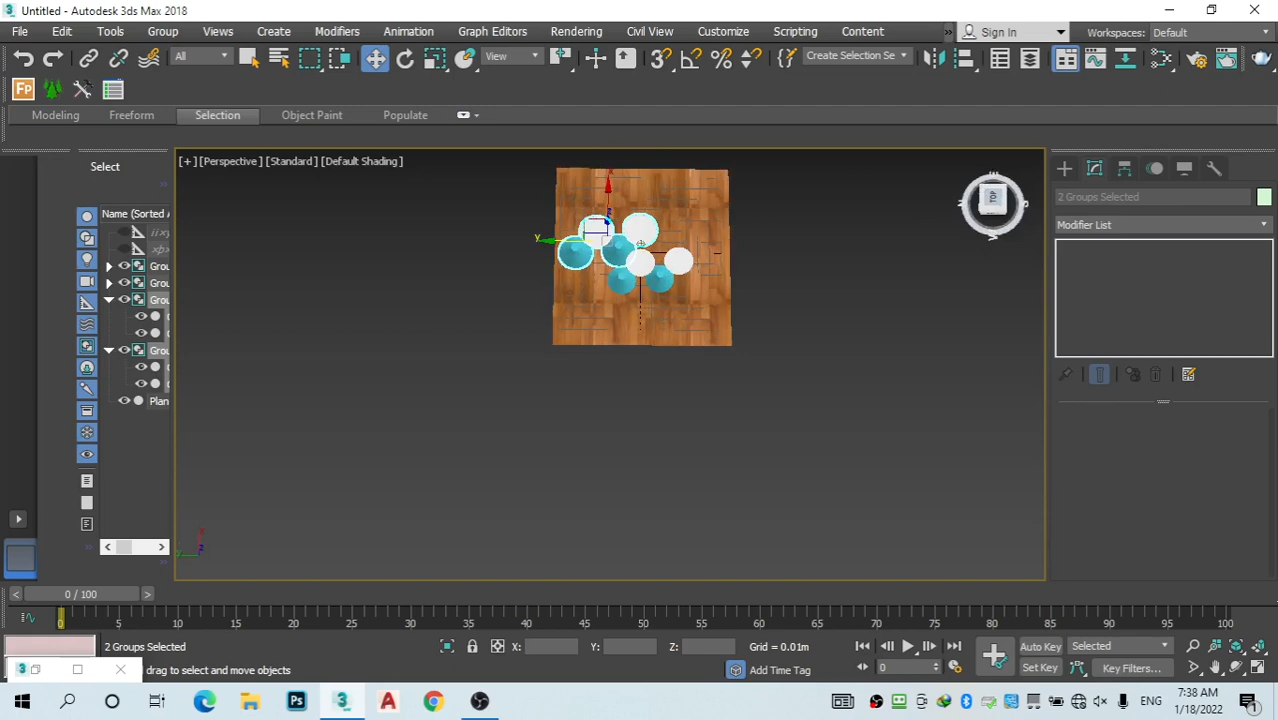 Untitled - Autodesk 3ds Max 2018
File Edit Tools Group Views Create Modifiers Animation Graph Editors Rendering Civil View Customize Scripting Content Sign In Workspaces: Default
All View Create Selection Se
Fp
Modeling Freeform Selection Object Paint Populate
[+] [Perspective] [Standard] [Default Shading]
Select
Name (Sorted A
Grou
Grou
Grou
Grou
Plan
TOP
x
y
z
2 Groups Selected
Modifier List
0 / 100
0 5 10 15 20 25 30 35 40 45 50 55 60 65 70 75 80 85 90 95 100
2 Groups Selected X: Y: Z: Grid = 0.01m Auto Key Selected
drag to select and move objects Add Time Tag 0 Set Key Key Filters...
Ps A ENG 7:38 AM
1/18/2022